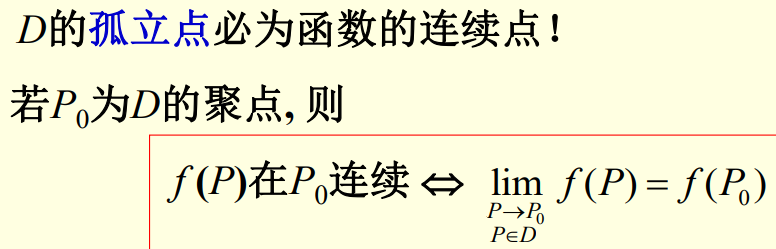 D的孤立点必为函数的连续点！
若P₀为D的聚点, 则
f(P)在P₀连续 ⇔ lim f(P) = f(P₀)
P→P₀
P∈D